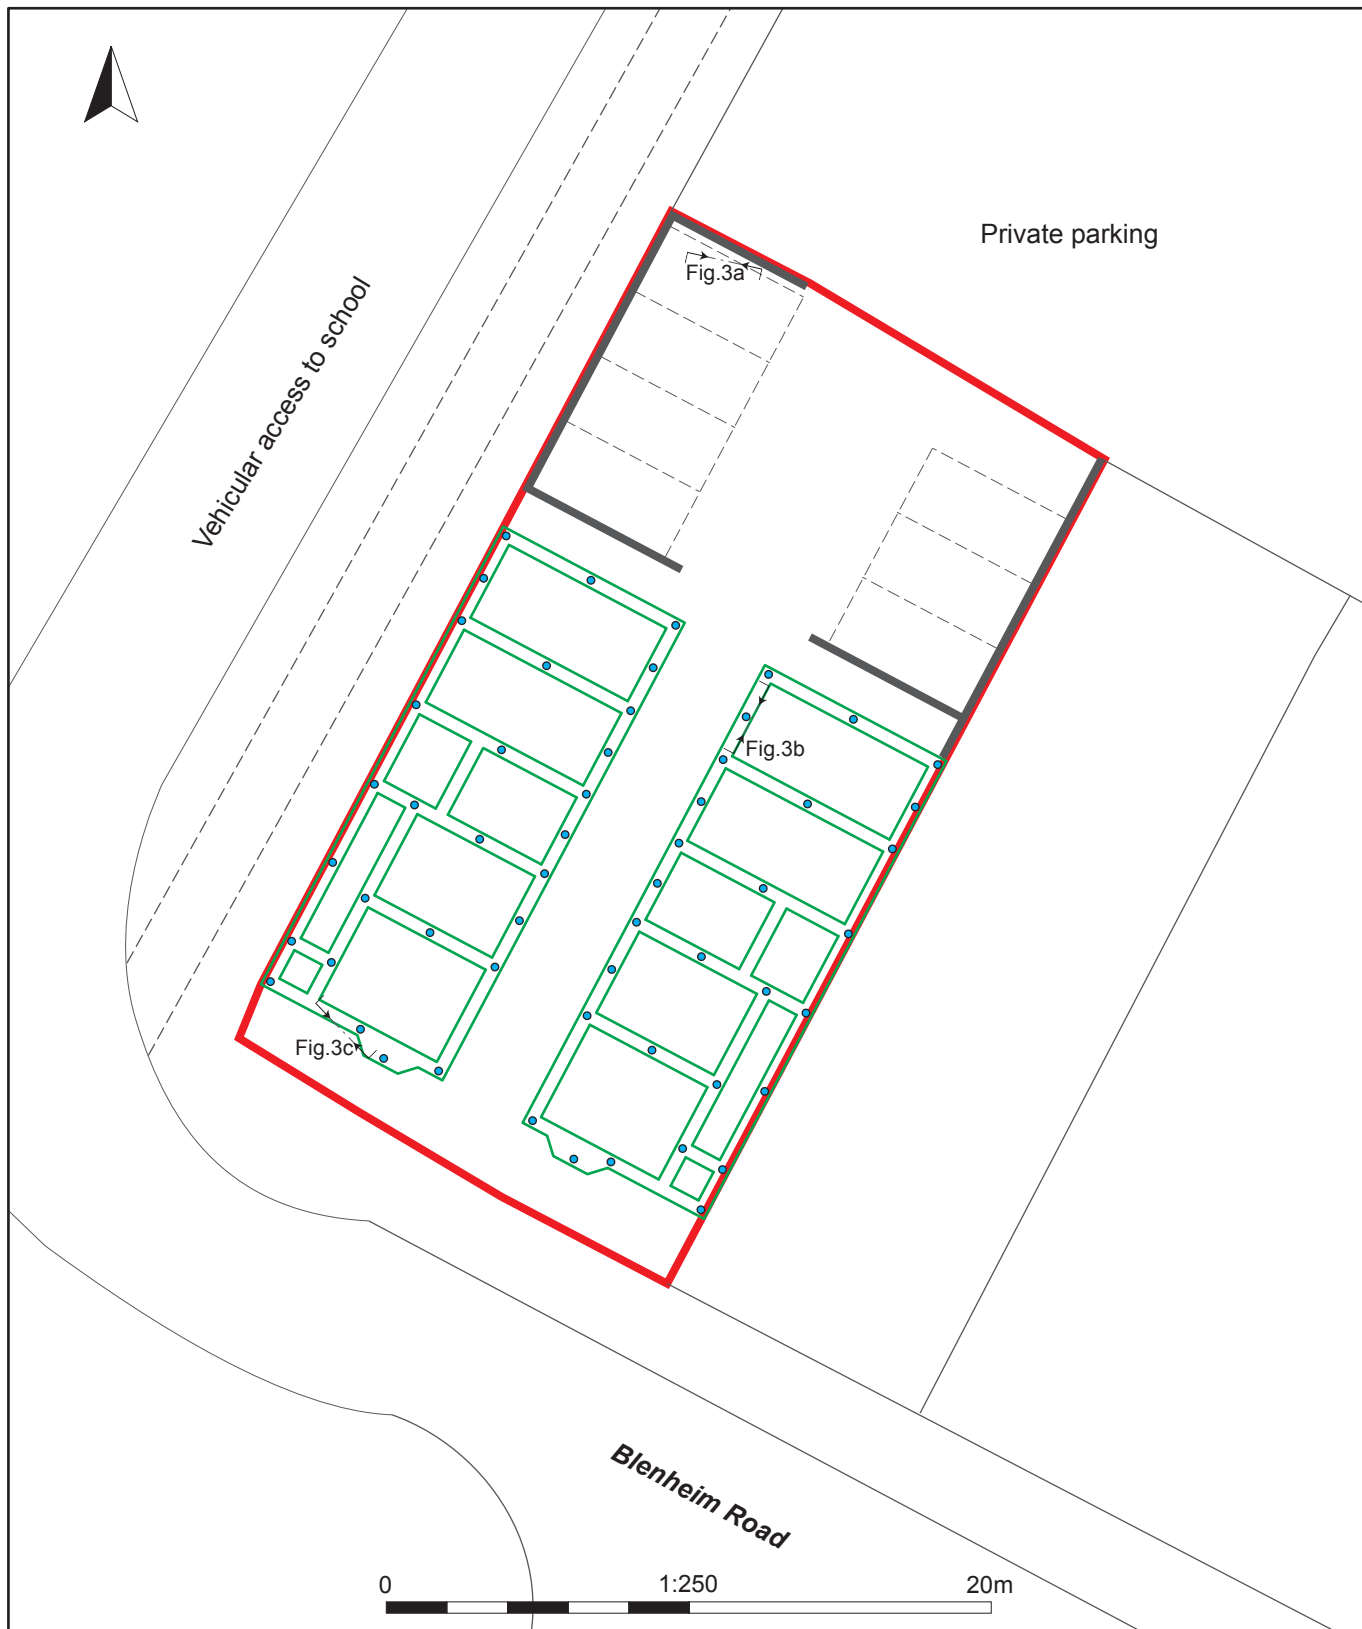 Private parking
Fig.3a
Vehicular access to school
Fig.3b
Fig.3c
Blenheim Road
0 1:250 20m